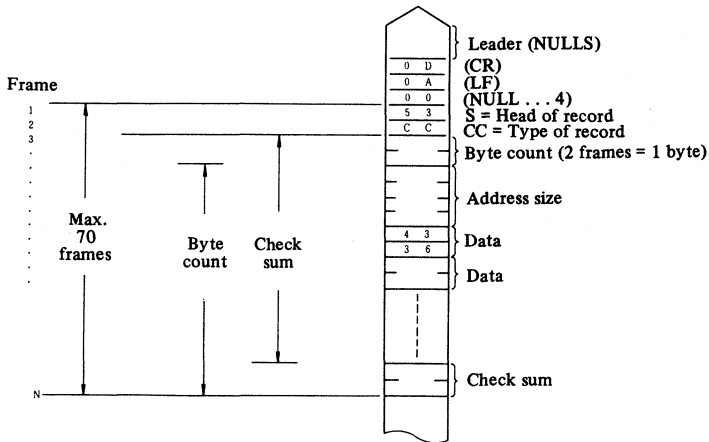 Leader (NULLS)
0 D (CR)
0 A (LF)
Frame
0 0 (NULL . . . 4)
1
5 3 S = Head of record
2
C C CC = Type of record
3
Byte count (2 frames = 1 byte)
Address size
Max.
70
frames
Byte
count
Check
sum
4 3
3 6
Data
Data
Check sum
N